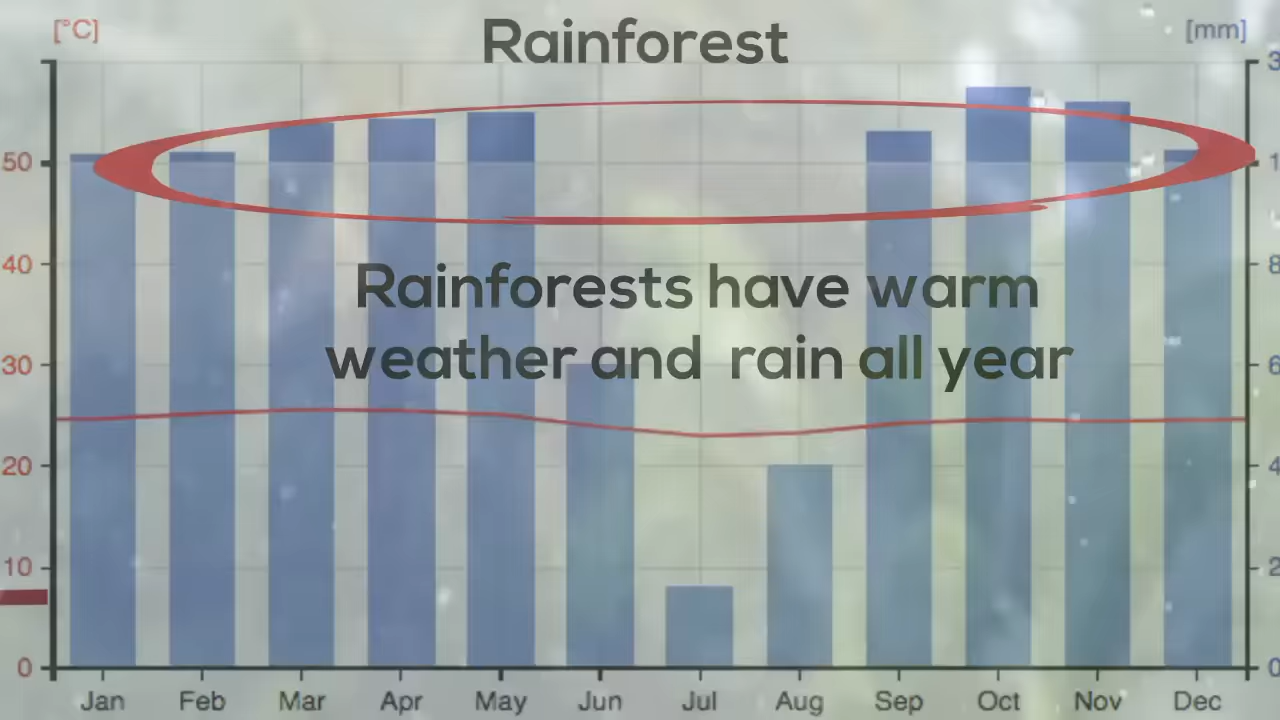 [°C]
Rainforest
[mm]
50
40
30
20
10
0
Rainforests have warm
weather and rain all year
Jan Feb Mar Apr May Jun Jul Aug Sep Oct Nov Dec